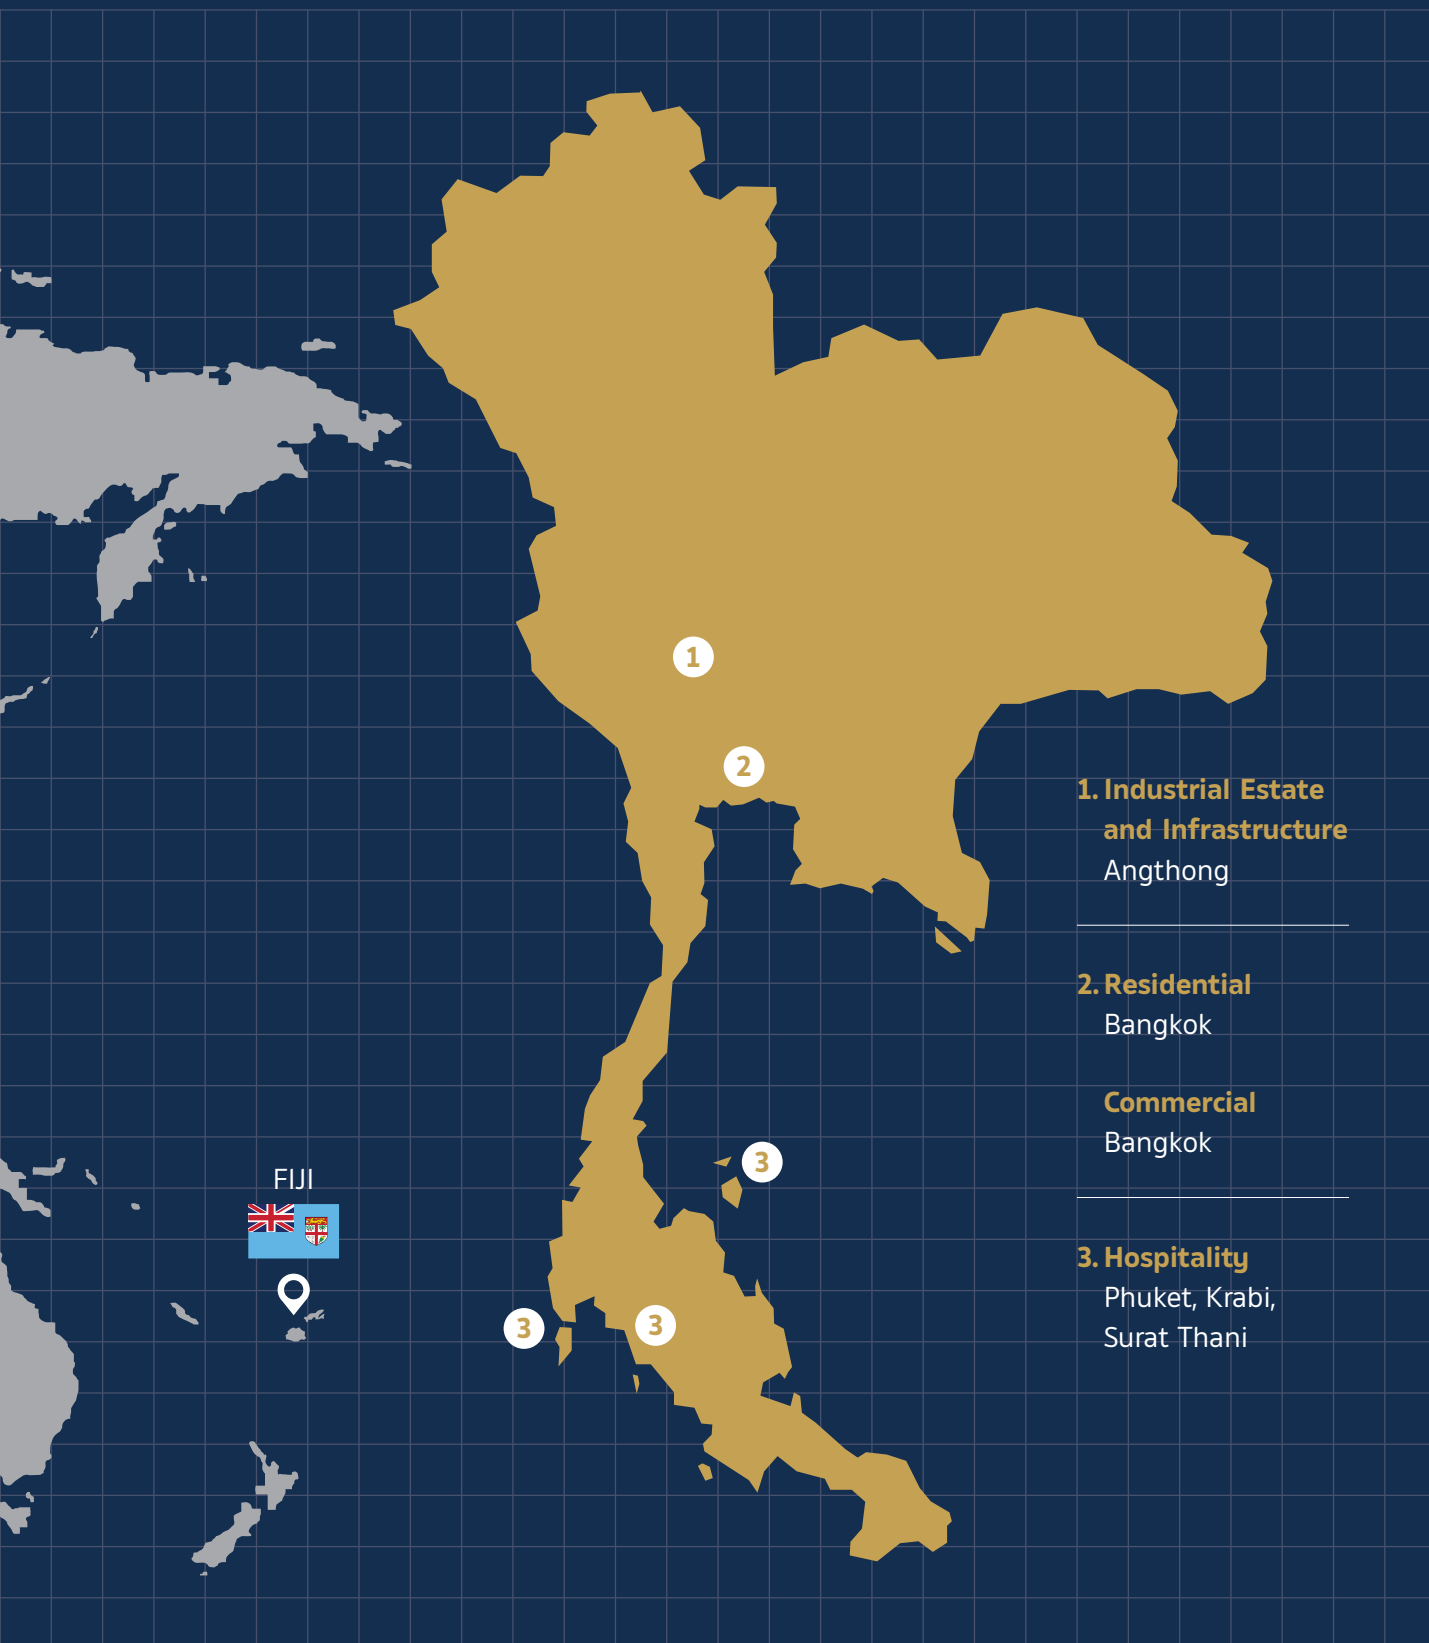 1
2
1. Industrial Estate
and Infrastructure
Angthong
2. Residential
Bangkok
Commercial
Bangkok
3
FIJI
3. Hospitality
Phuket, Krabi,
Surat Thani
3
3